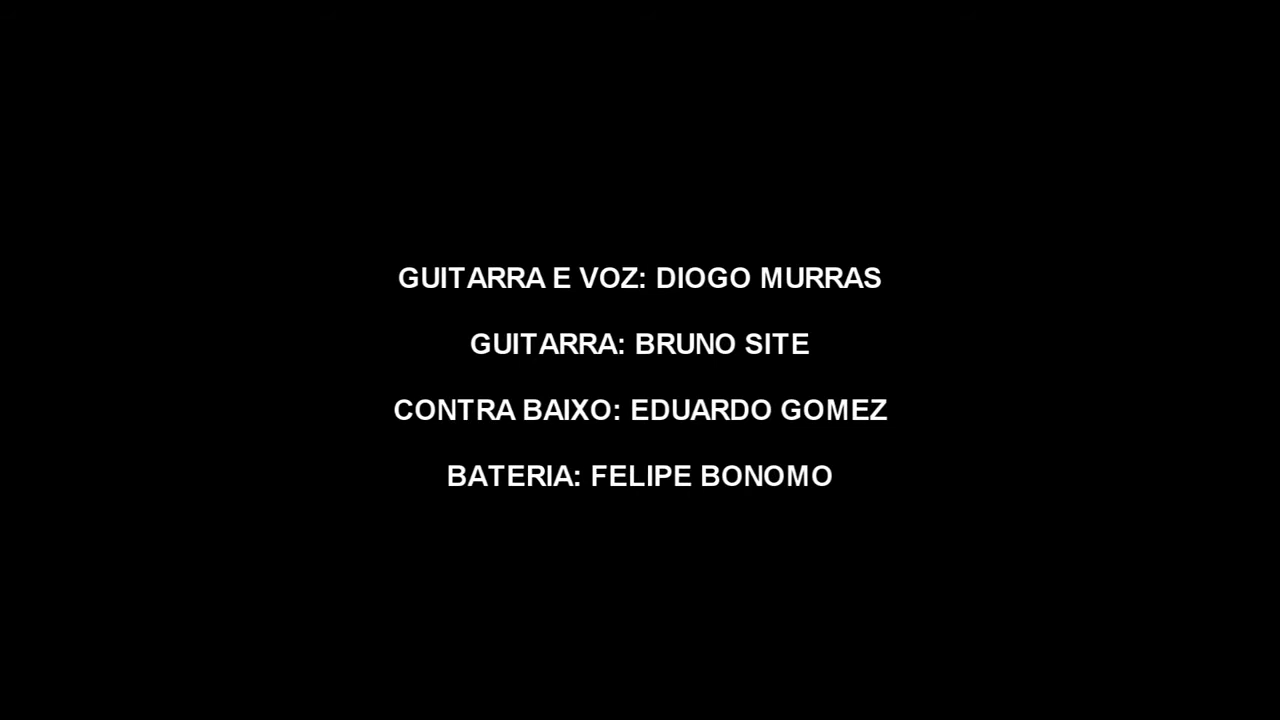 GUITARRA E VOZ: DIOGO MURRAS
GUITARRA: BRUNO SITE
CONTRA BAIXO: EDUARDO GOMEZ
BATERIA: FELIPE BONOMO